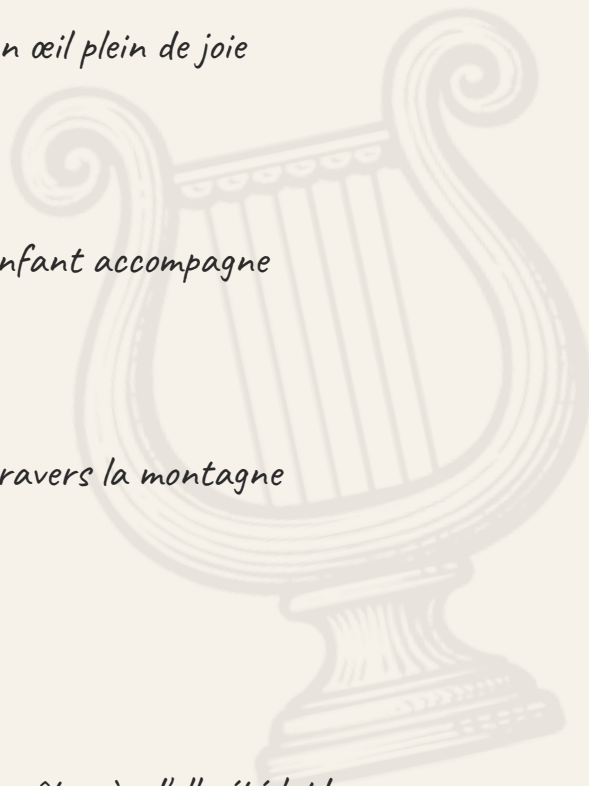 n œil plein de joie
nfant accompagne
ravers la montagne